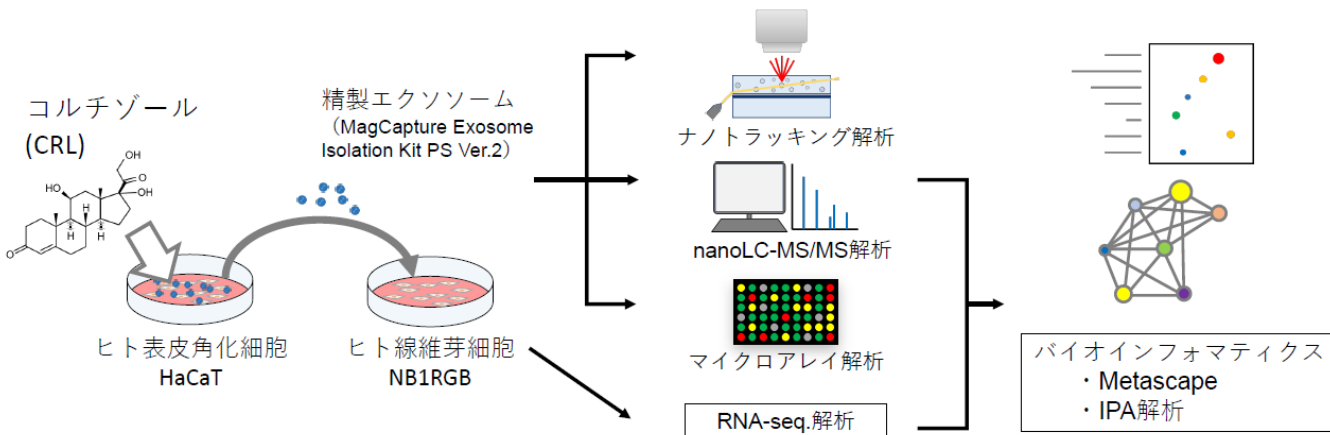 コルチゾール
(CRL)
OH
O
HO
OH
H
H
H
O
精製エクソソーム
（MagCapture Exosome
Isolation Kit PS Ver.2）
ヒト表皮角化細胞
HaCaT
ヒト線維芽細胞
NB1RGB
ナノトラッキング解析
nanoLC-MS/MS解析
マイクロアレイ解析
RNA-seq.解析
バイオインフォマティクス
・Metascape
・IPA解析